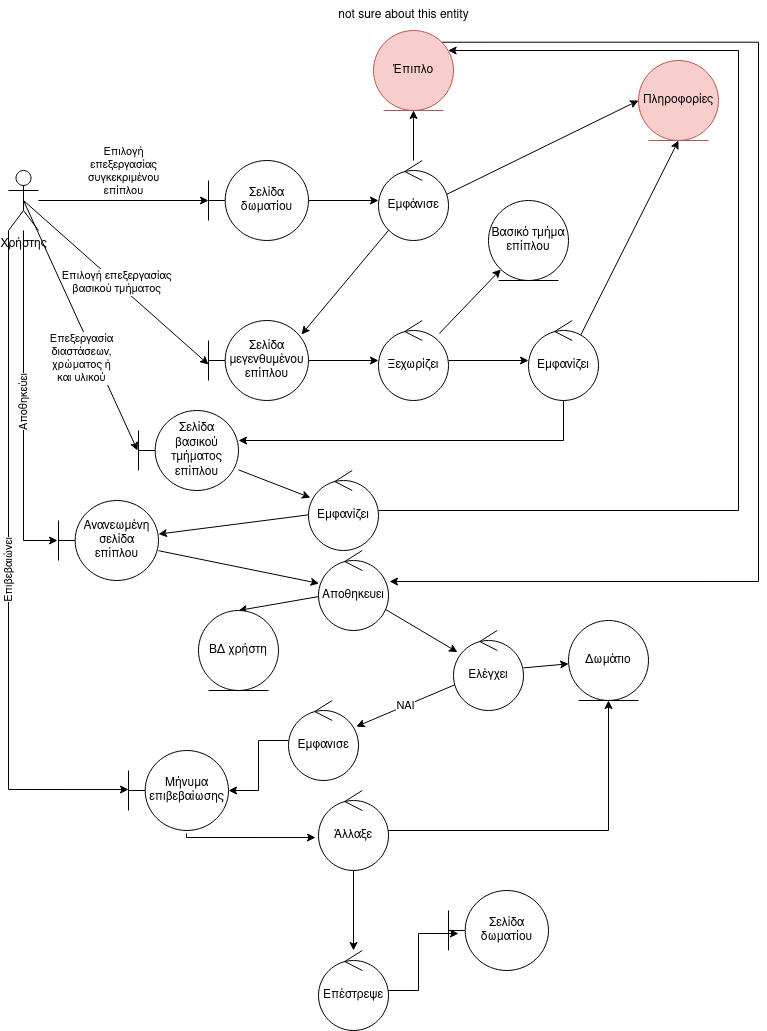 not sure about this entity
Έπιπλο
Πληροφορίες
Επιλογή
επεξεργασίας
συγκεκριμένου
επίπλου
Σελίδα
δωματίου
Εμφάνισε
Χρήστης
Βασικό τμήμα
επίπλου
Επιλογή επεξεργασίας
βασικού τμήματος
Σελίδα
μεγενθυμένου
επίπλου
Ξεχωρίζει
Εμφανίζει
Επεξεργασία
διαστάσεων,
χρώματος ή
και υλικού
Αποθηκεύει
Σελίδα
βασικού
τμήματος
επίπλου
Εμφανίζει
Ανανεωμένη
σελίδα
επίπλου
Επιβεβαιώνει
Αποθηκευει
ΒΔ χρήστη
Ελέγχει
Δωμάτιο
ΝΑΙ
Εμφανισε
Μήνυμα
επιβεβαίωσης
Άλλαξε
Σελίδα
δωματίου
Επέστρεψε